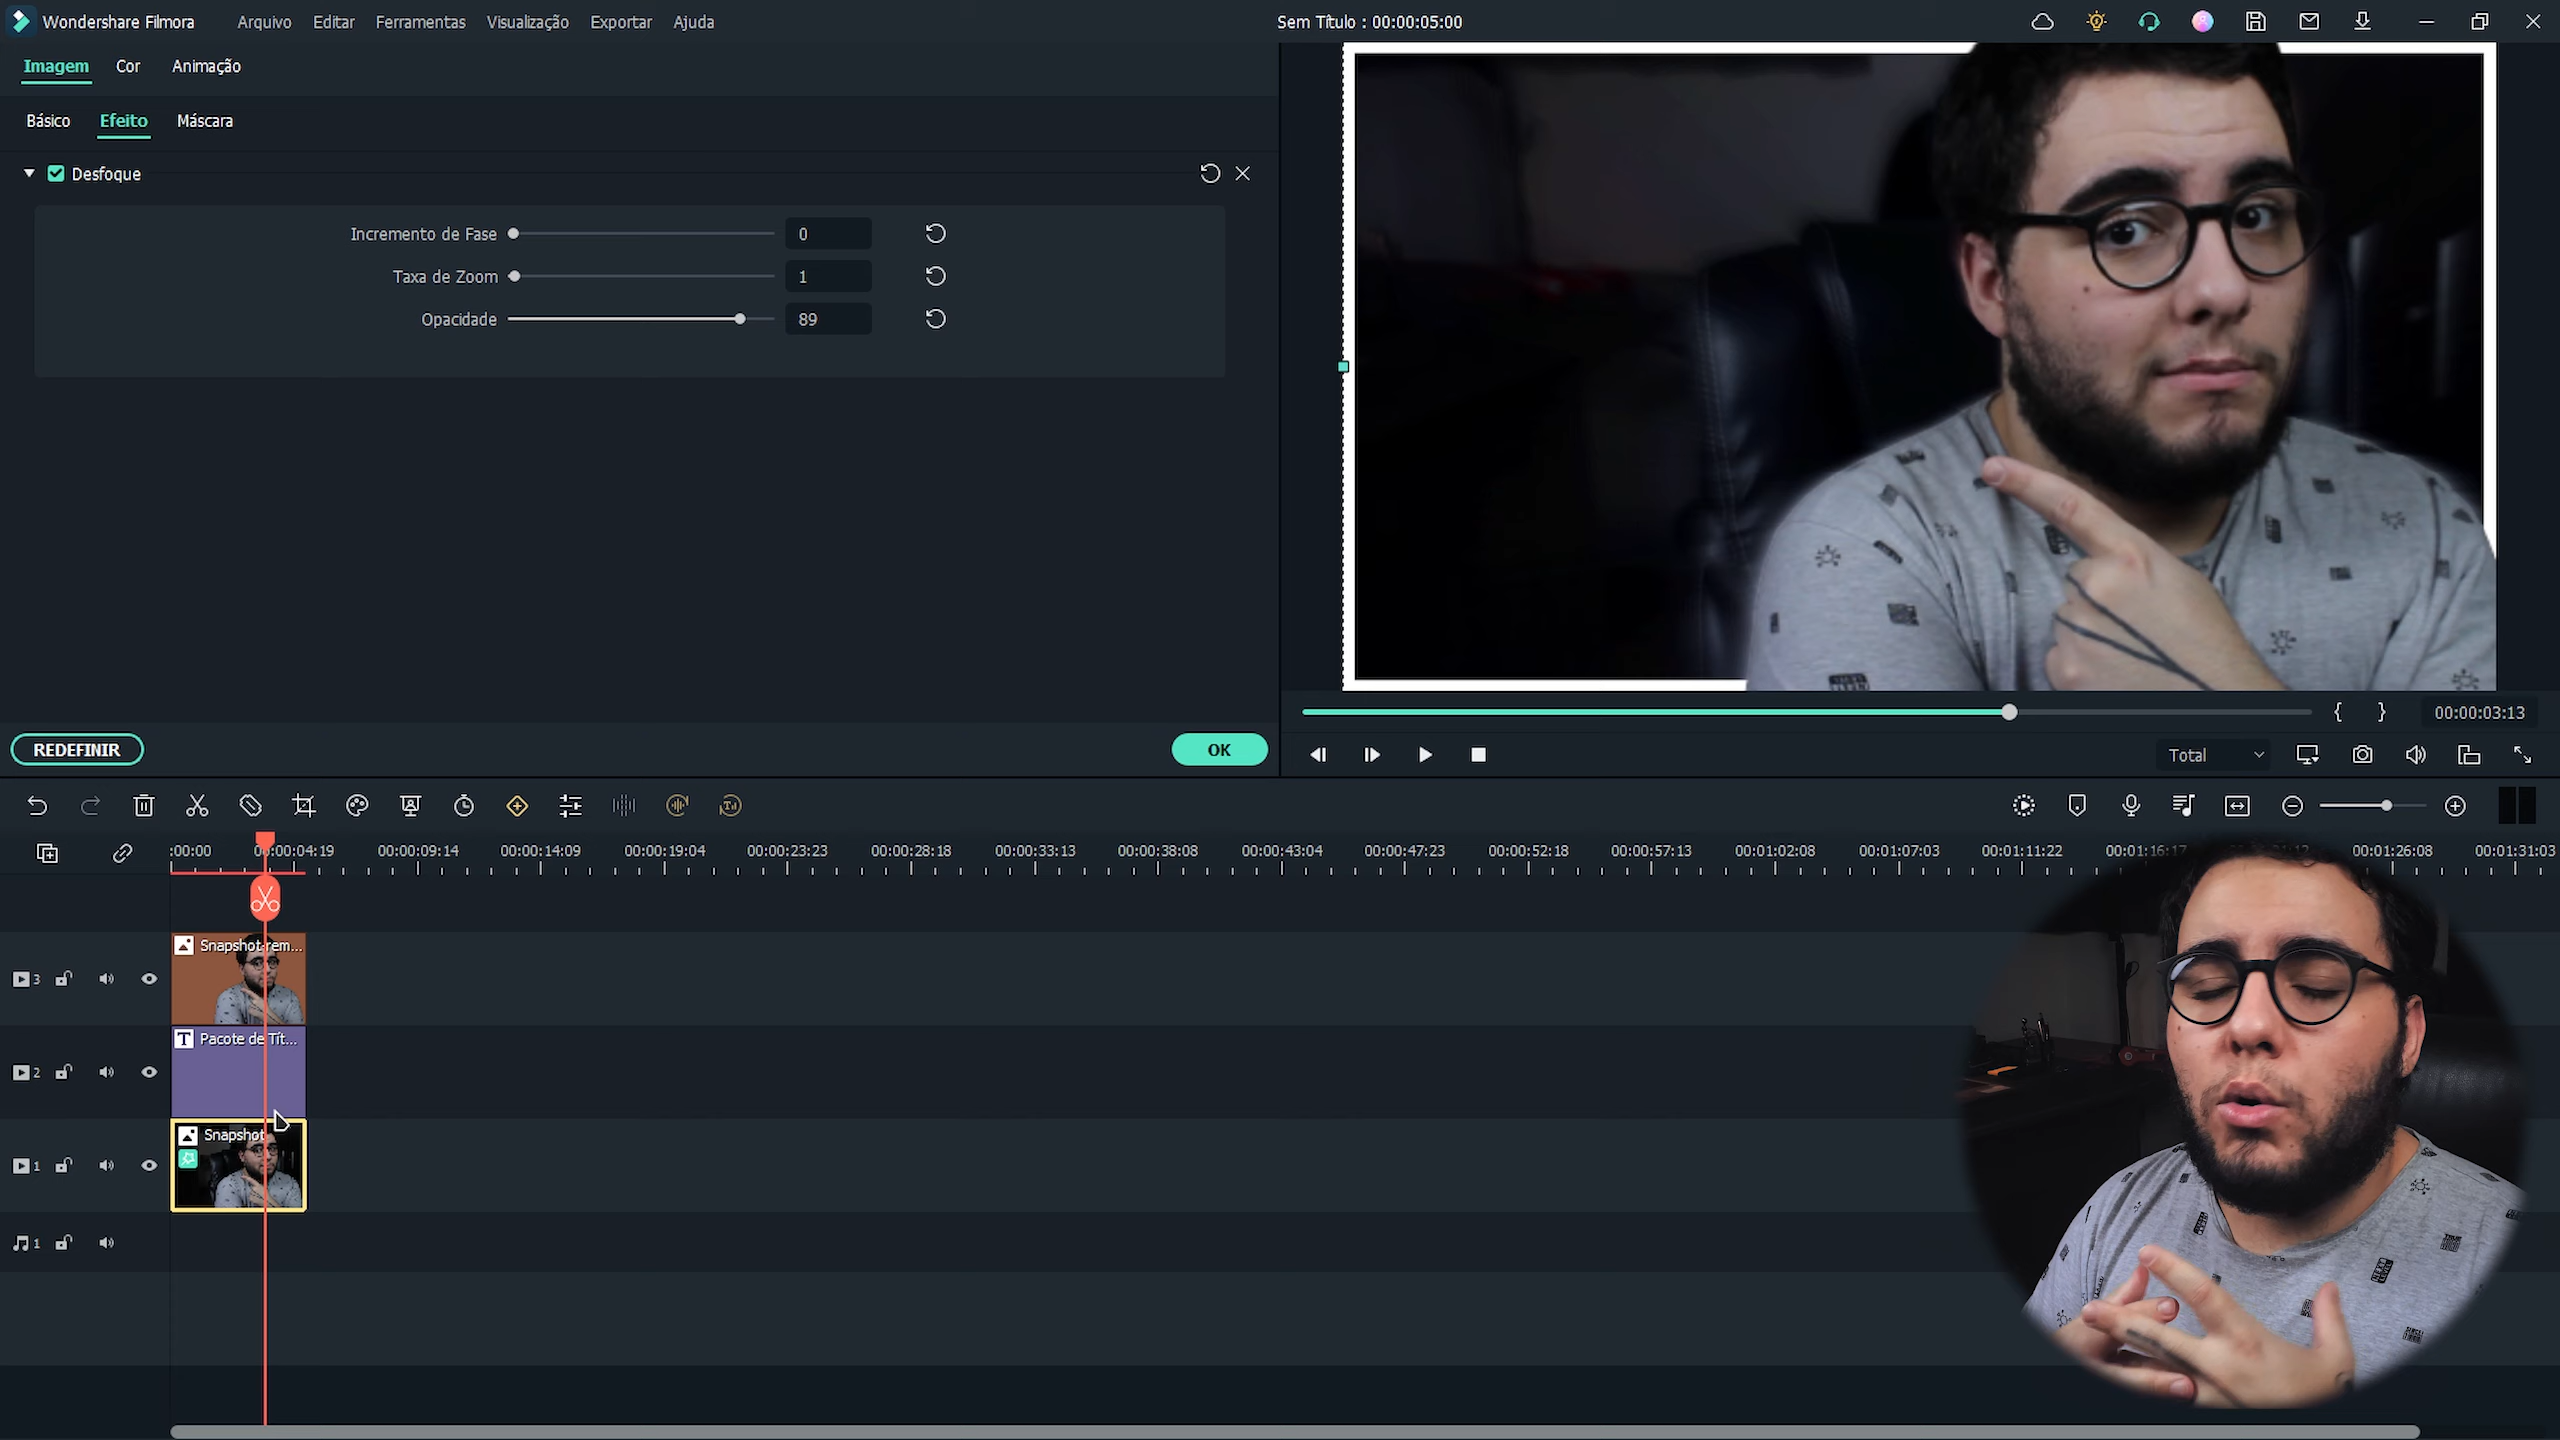 Wondershare Filmora Arquivo Editar Ferramentas Visualização Exportar Ajuda Sem Título : 00:00:05:00
Imagem Cor Animação
Básico Efeito Máscara
Desfoque
Incremento de Fase 0
Taxa de Zoom 1
Opacidade 89
REDEFINIR OK
{ } 00:00:03:13
Total
:00:00 00:00:04:19 00:00:09:14 00:00:14:09 00:00:19:04 00:00:23:23 00:00:28:18 00:00:33:13 00:00:38:08 00:00:43:04 00:00:47:23 00:00:52:18 00:00:57:13 00:01:02:08 00:01:07:03 00:01:11:22 00:01:16:17 00:01:26:08 00:01:31:03
Snapshot-rem...
3
Pacote de Tít...
2
Snapshot
1
1